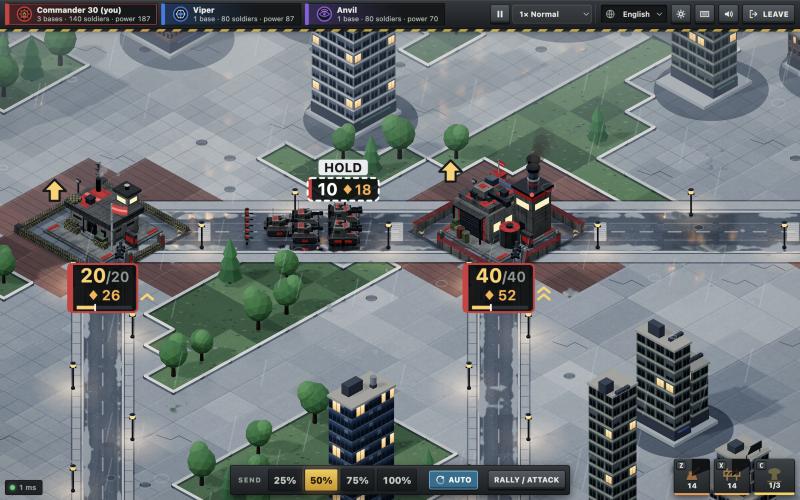 Commander 30 (you)
3 bases · 140 soldiers · power 187
Viper
1 base · 80 soldiers · power 87
Anvil
1 base · 80 soldiers · power 70
1× Normal
English
LEAVE
HOLD
10 ♦ 18
20/20
♦ 26
40/40
♦ 52
SEND 25% 50% 75% 100% AUTO RALLY / ATTACK
1 ms
Z 14
X 14
C 1/3